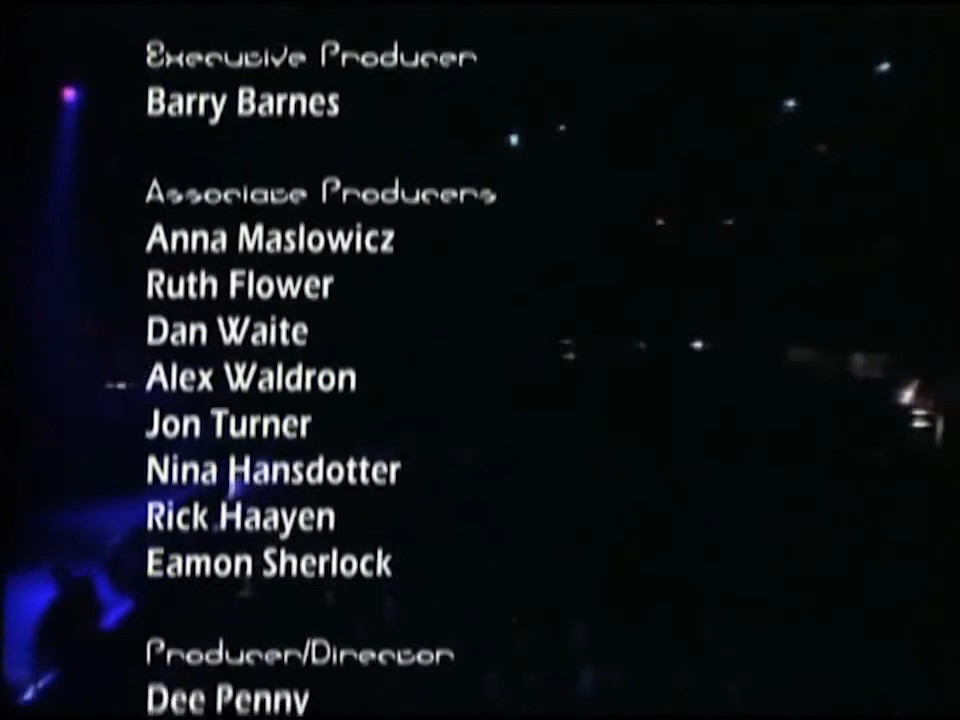 Executive Producer
Barry Barnes
Associate Producers
Anna Maslowicz
Ruth Flower
Dan Waite
Alex Waldron
Jon Turner
Nina Hansdotter
Rick Haayen
Eamon Sherlock
Producer/Director
Dee Penny